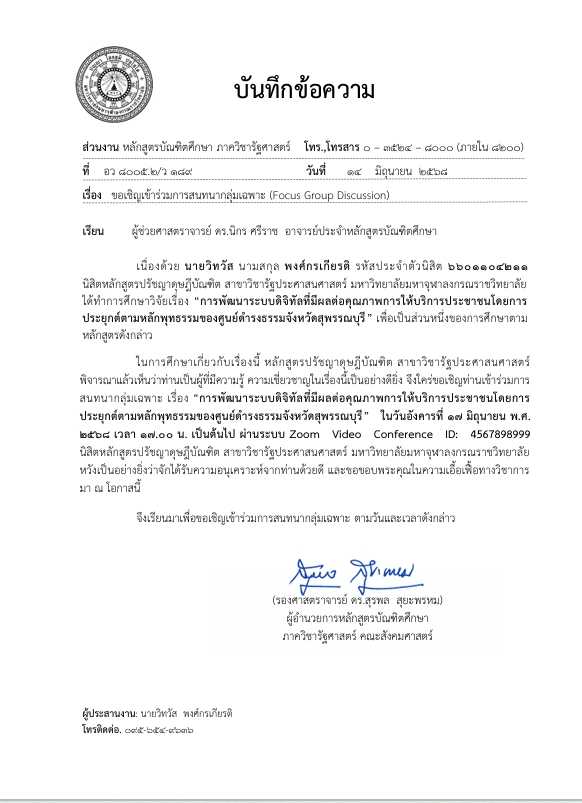 บันทึกข้อความ
ส่วนงาน หลักสูตรบัณฑิตศึกษา ภาควิชารัฐศาสตร์ โทร.,โทรสาร ๐ – ๓๕๒๔ – ๘๐๐๐ (ภายใน ๘๒๐๐)
ที่ อว ๘๐๐๕.๒/ว ๑๘๙ วันที่ ๑๔ มิถุนายน ๒๕๖๘
เรื่อง ขอเชิญเข้าร่วมการสนทนากลุ่มเฉพาะ (Focus Group Discussion)
เรียน ผู้ช่วยศาสตราจารย์ ดร.นิกร ศรีราช อาจารย์ประจำหลักสูตรบัณฑิตศึกษา
เนื่องด้วย นายวิทวัส นามสกุล พงศ์กรเกียรติ รหัสประจำตัวนิสิต ๖๖๐๑๑๐๔๒๑๑
นิสิตหลักสูตรปรัชญาดุษฎีบัณฑิต สาขาวิชารัฐประศาสนศาสตร์ มหาวิทยาลัยมหาจุฬาลงกรณราชวิทยาลัย
ได้ทำการศึกษาวิจัยเรื่อง “การพัฒนาระบบดิจิทัลที่มีผลต่อคุณภาพการให้บริการประชาชนโดยการ
ประยุกต์ตามหลักพุทธธรรมของศูนย์ดำรงธรรมจังหวัดสุพรรณบุรี” เพื่อเป็นส่วนหนึ่งของการศึกษาตาม
หลักสูตรดังกล่าว
ในการศึกษาเกี่ยวกับเรื่องนี้ หลักสูตรปรัชญาดุษฎีบัณฑิต สาขาวิชารัฐประศาสนศาสตร์
พิจารณาแล้วเห็นว่าท่านเป็นผู้ที่มีความรู้ ความเชี่ยวชาญในเรื่องนี้เป็นอย่างดียิ่ง จึงใคร่ขอเชิญท่านเข้าร่วมการ
สนทนากลุ่มเฉพาะ เรื่อง “การพัฒนาระบบดิจิทัลที่มีผลต่อคุณภาพการให้บริการประชาชนโดยการ
ประยุกต์ตามหลักพุทธธรรมของศูนย์ดำรงธรรมจังหวัดสุพรรณบุรี” ในวันอังคารที่ ๑๗ มิถุนายน พ.ศ.
๒๕๖๘ เวลา ๑๗.๐๐ น. เป็นต้นไป ผ่านระบบ Zoom Video Conference ID: 4567898999
นิสิตหลักสูตรปรัชญาดุษฎีบัณฑิต สาขาวิชารัฐประศาสนศาสตร์ มหาวิทยาลัยมหาจุฬาลงกรณราชวิทยาลัย
หวังเป็นอย่างยิ่งว่าจักได้รับความอนุเคราะห์จากท่านด้วยดี และขอขอบพระคุณในความเอื้อเฟื้อทางวิชาการ
มา ณ โอกาสนี้
จึงเรียนมาเพื่อขอเชิญเข้าร่วมการสนทนากลุ่มเฉพาะ ตามวันและเวลาดังกล่าว
(รองศาสตราจารย์ ดร.สุรพล สุยะพรหม)
ผู้อำนวยการหลักสูตรบัณฑิตศึกษา
ภาควิชารัฐศาสตร์ คณะสังคมศาสตร์
ผู้ประสานงาน: นายวิทวัส พงศ์กรเกียรติ
โทรติดต่อ. ๐๙๕-๖๕๔-๙๖๓๖